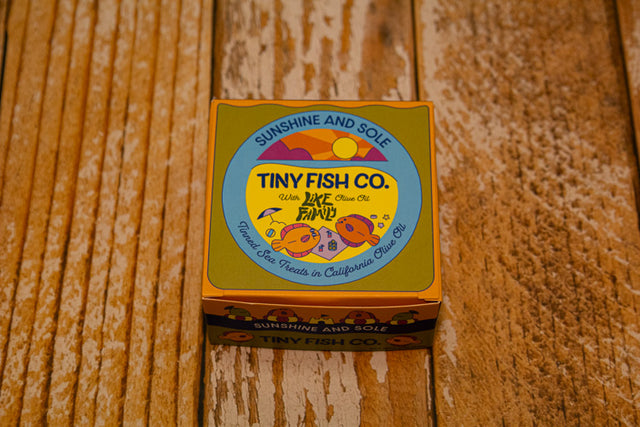 SUNSHINE AND SOLE
TINY FISH CO.
With LIKE FAMILY Olive Oil
Tinned Sea Treats in California Olive Oil
SUNSHINE AND SOLE
TINY FISH CO.